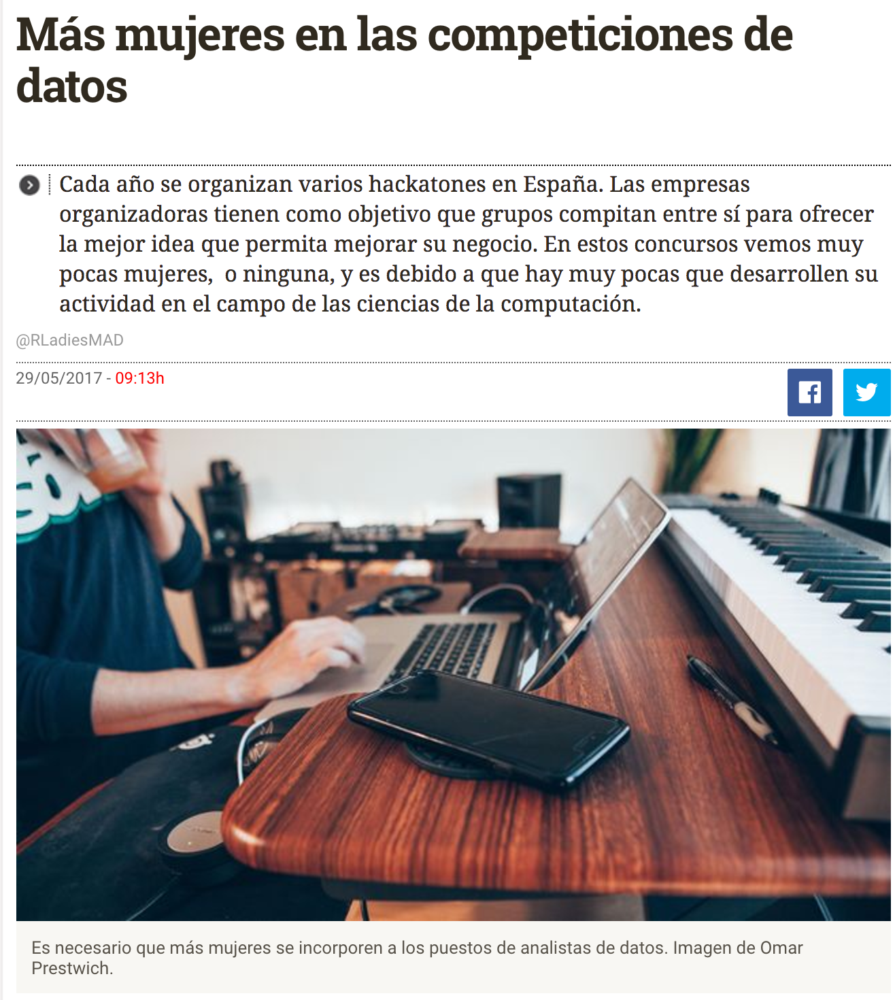 Más mujeres en las competiciones de
datos
Cada año se organizan varios hackatones en España. Las empresas
organizadoras tienen como objetivo que grupos compitan entre sí para ofrecer
la mejor idea que permita mejorar su negocio. En estos concursos vemos muy
pocas mujeres,  o ninguna, y es debido a que hay muy pocas que desarrollen su
actividad en el campo de las ciencias de la computación.
@RLadiesMAD
29/05/2017 - 09:13h
Es necesario que más mujeres se incorporen a los puestos de analistas de datos. Imagen de Omar
Prestwich.